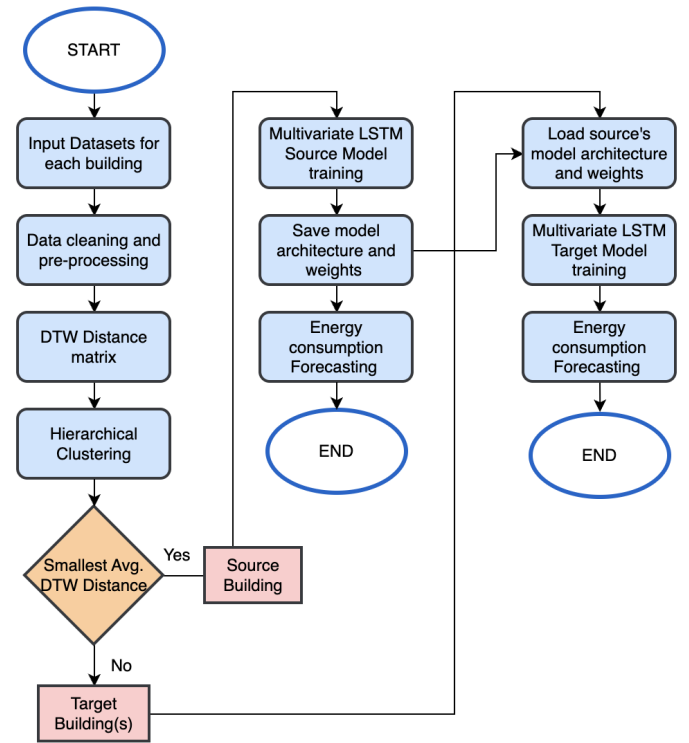 START
Input Datasets for
each building
Data cleaning and
pre-processing
DTW Distance
matrix
Hierarchical
Clustering
Smallest Avg.
DTW Distance
Yes
Source
Building
No
Target
Building(s)
Multivariate LSTM
Source Model
training
Save model
architecture and
weights
Energy
consumption
Forecasting
END
Load source's
model architecture
and weights
Multivariate LSTM
Target Model
training
Energy
consumption
Forecasting
END